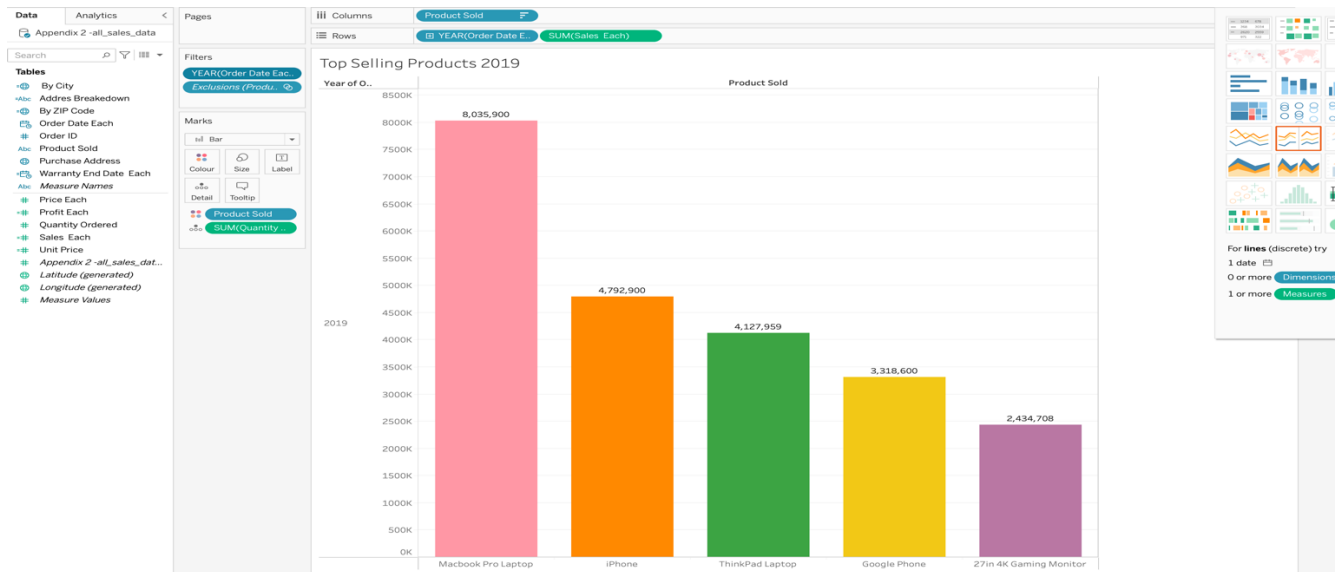 Data
Analytics
<
Appendix 2 -all_sales_data
Search
Tables
By City
Abc Addres Breakedown
By ZIP Code
Order Date Each
# Order ID
Abc Product Sold
Purchase Address
Warranty End Date Each
Abc Measure Names
# Price Each
# Profit Each
# Quantity Ordered
# Sales Each
# Unit Price
# Appendix 2 -all_sales_dat...
Latitude (generated)
Longitude (generated)
# Measure Values
Pages
Filters
YEAR(Order Date Eac..
Exclusions (Produ..
Marks
Bar
Colour
Size
Label
Detail
Tooltip
Product Sold
SUM(Quantity ..
iii Columns
Product Sold
Rows
YEAR(Order Date E..
SUM(Sales Each)
Top Selling Products 2019
Year of O..
Product Sold
2019
8500K
8000K
7500K
7000K
6500K
6000K
5500K
5000K
4500K
4000K
3500K
3000K
2500K
2000K
1500K
1000K
500K
0K
8,035,900
4,792,900
4,127,959
3,318,600
2,434,708
Macbook Pro Laptop
iPhone
ThinkPad Laptop
Google Phone
27in 4K Gaming Monitor
For lines (discrete) try
1 date
0 or more Dimensions
1 or more Measures